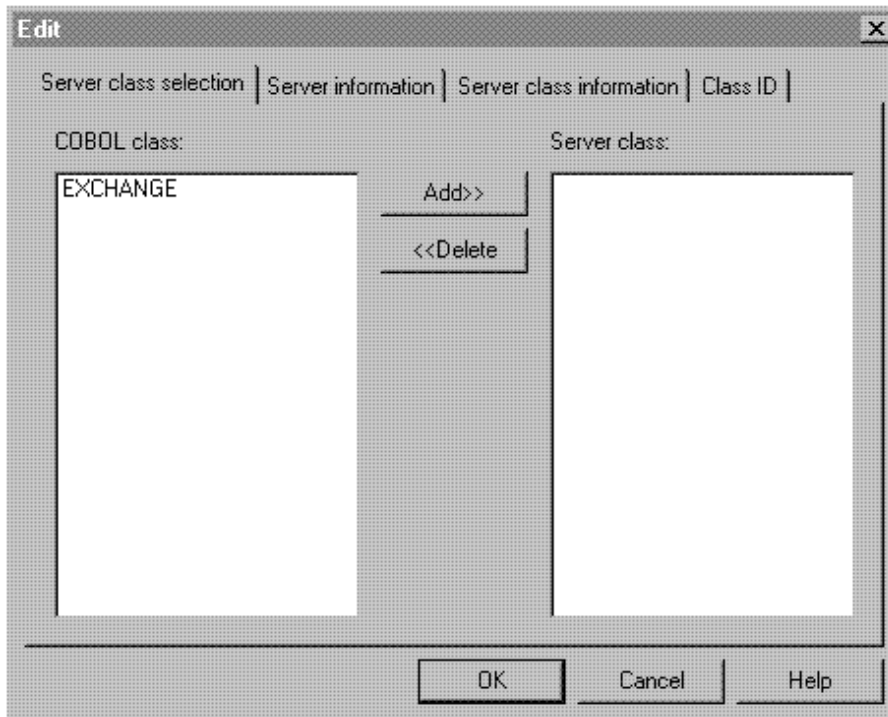 Edit
Server class selection
Server information
Server class information
Class ID
COBOL class:
Server class:
EXCHANGE
Add>>
<<Delete
OK
Cancel
Help